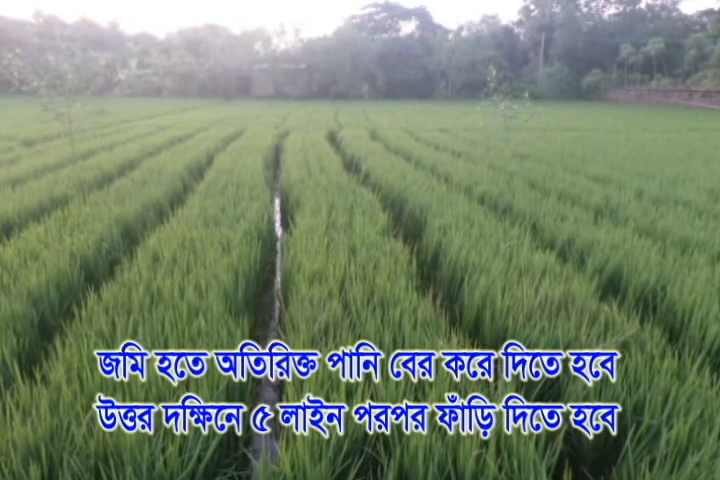 জমি হতে অতিরিক্ত পানি বের করে দিতে হবে
উত্তর দক্ষিনে ৫ লাইন পরপর ফাঁড়ি দিতে হবে